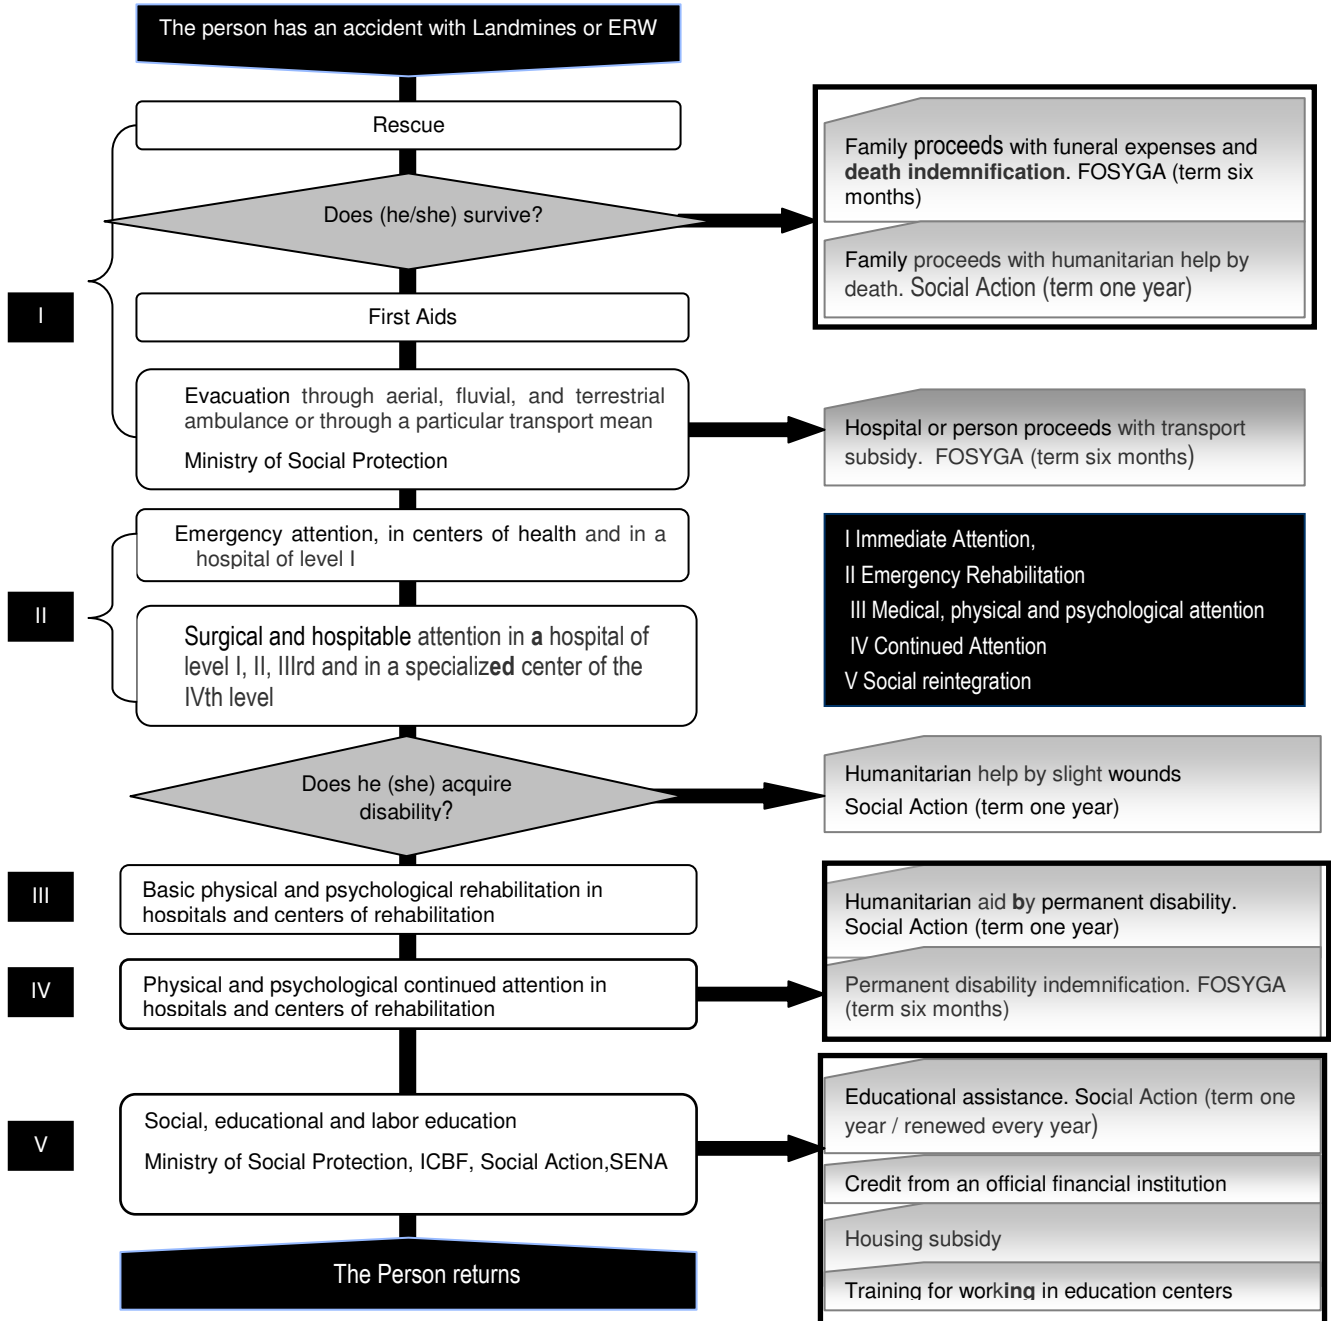 The person has an accident with Landmines or ERW
Rescue
Does (he/she) survive?
Family proceeds with funeral expenses and
death indemnification. FOSYGA (term six
months)
Family proceeds with humanitarian help by
death. Social Action (term one year)
I
First Aids
Evacuation through aerial, fluvial, and terrestrial
ambulance or through a particular transport mean
Ministry of Social Protection
Hospital or person proceeds with transport
subsidy. FOSYGA (term six months)
Emergency attention, in centers of health and in a
hospital of level I
II
Surgical and hospitable attention in a hospital of
level I, II, IIIrd and in a specialized center of the
IVth level
I Immediate Attention,
II Emergency Rehabilitation
III Medical, physical and psychological attention
IV Continued Attention
V Social reintegration
Does he (she) acquire
disability?
Humanitarian help by slight wounds
Social Action (term one year)
III
Basic physical and psychological rehabilitation in
hospitals and centers of rehabilitation
Humanitarian aid by permanent disability.
Social Action (term one year)
IV
Physical and psychological continued attention in
hospitals and centers of rehabilitation
Permanent disability indemnification. FOSYGA
(term six months)
V
Social, educational and labor education
Ministry of Social Protection, ICBF, Social Action,SENA
Educational assistance. Social Action (term one
year / renewed every year)
Credit from an official financial institution
Housing subsidy
Training for working in education centers
The Person returns